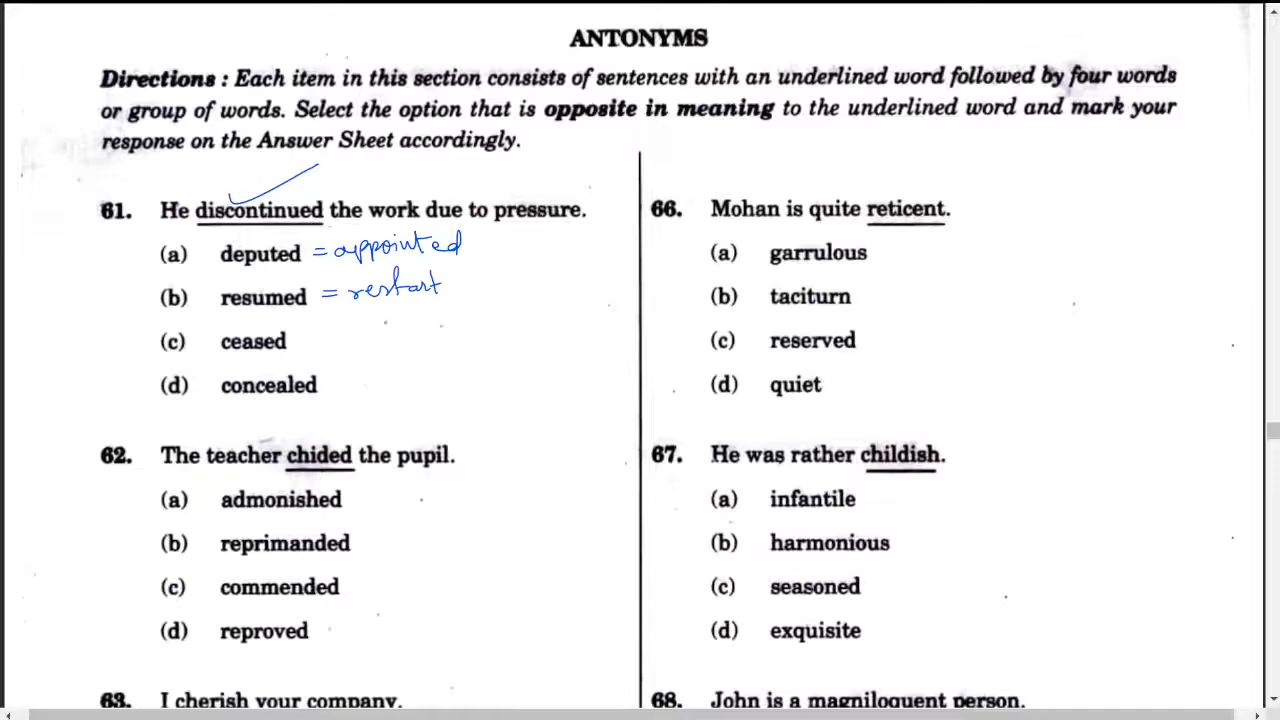 ANTONYMS
Directions : Each item in this section consists of sentences with an underlined word followed by four words
or group of words. Select the option that is opposite in meaning to the underlined word and mark your
response on the Answer Sheet accordingly.
61. He discontinued the work due to pressure.
(a) deputed = appointed
(b) resumed = restart
(c) ceased
(d) concealed
62. The teacher chided the pupil.
(a) admonished
(b) reprimanded
(c) commended
(d) reproved
63. I cherish your company.
66. Mohan is quite reticent.
(a) garrulous
(b) taciturn
(c) reserved
(d) quiet
67. He was rather childish.
(a) infantile
(b) harmonious
(c) seasoned
(d) exquisite
68. John is a magniloquent person.